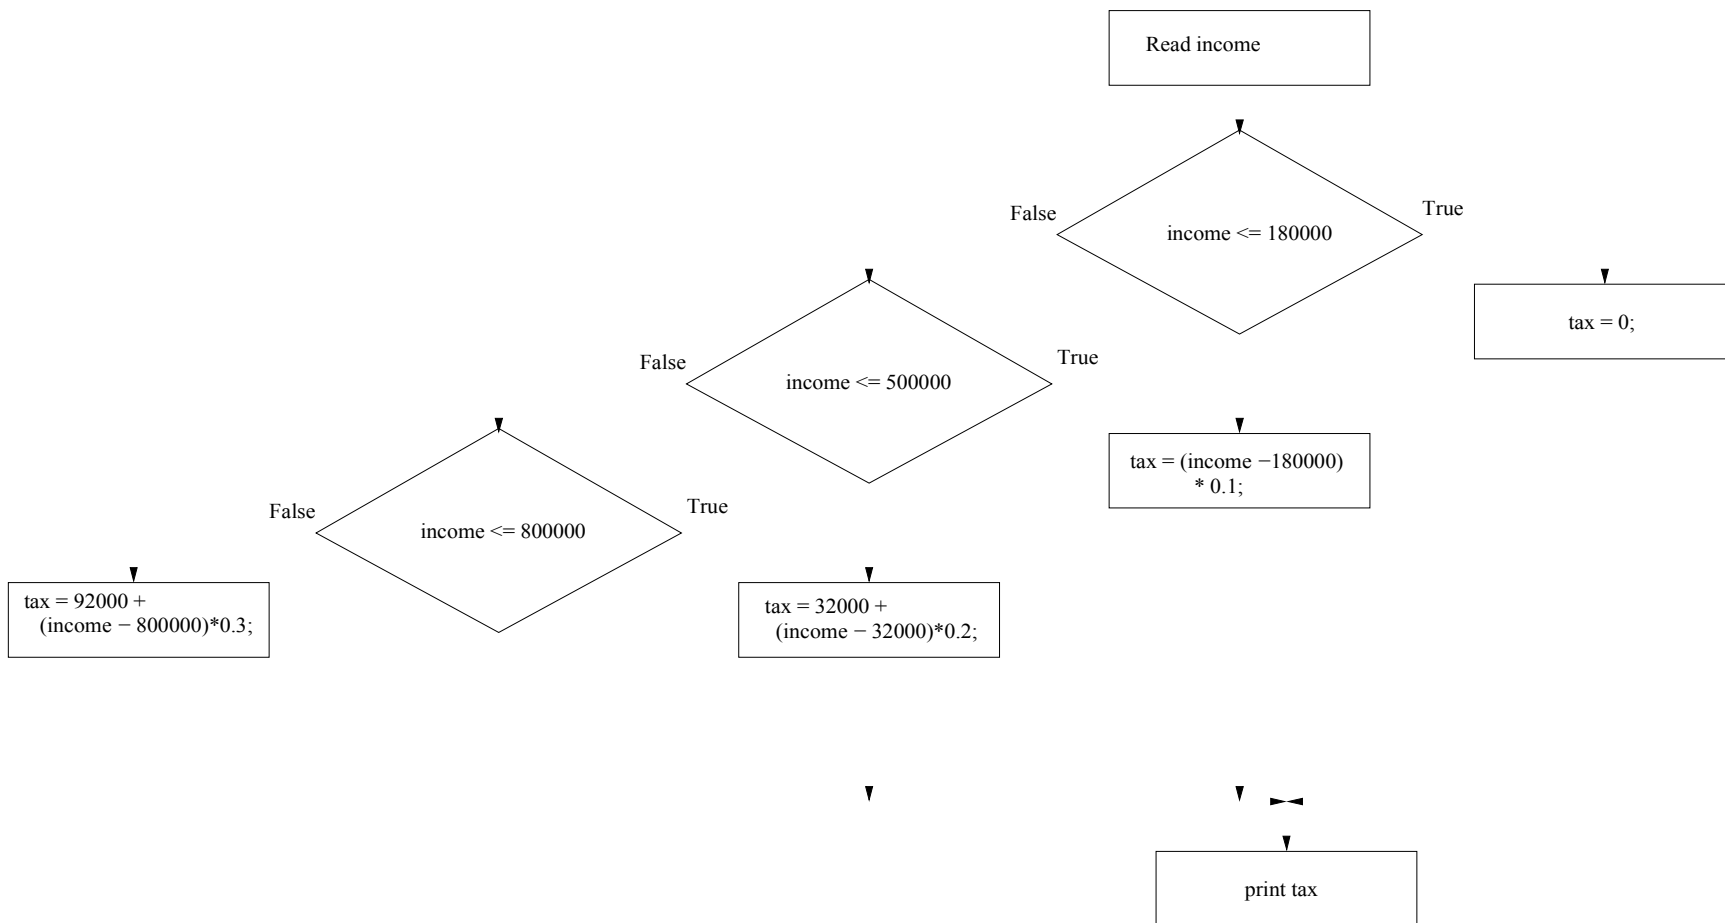 Read income
False
True
income <= 180000
tax = 0;
False
True
income <= 500000
tax = (income −180000)
* 0.1;
False
True
income <= 800000
tax = 92000 +
(income − 800000)*0.3;
tax = 32000 +
(income − 32000)*0.2;
print tax